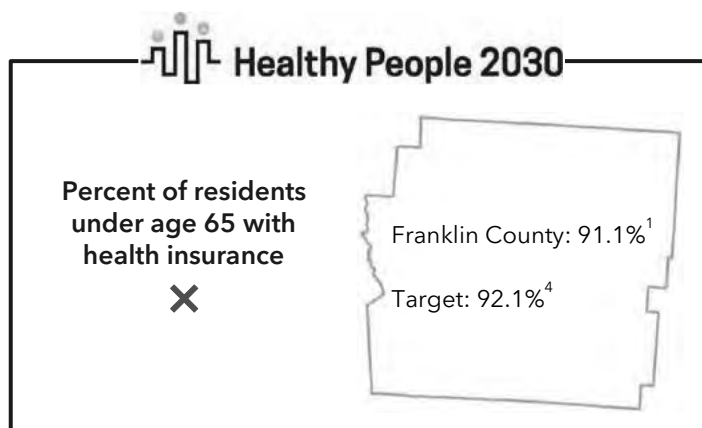 Healthy People 2030
Percent of residents
under age 65 with
health insurance
Franklin County: 91.1%¹
Target: 92.1%⁴